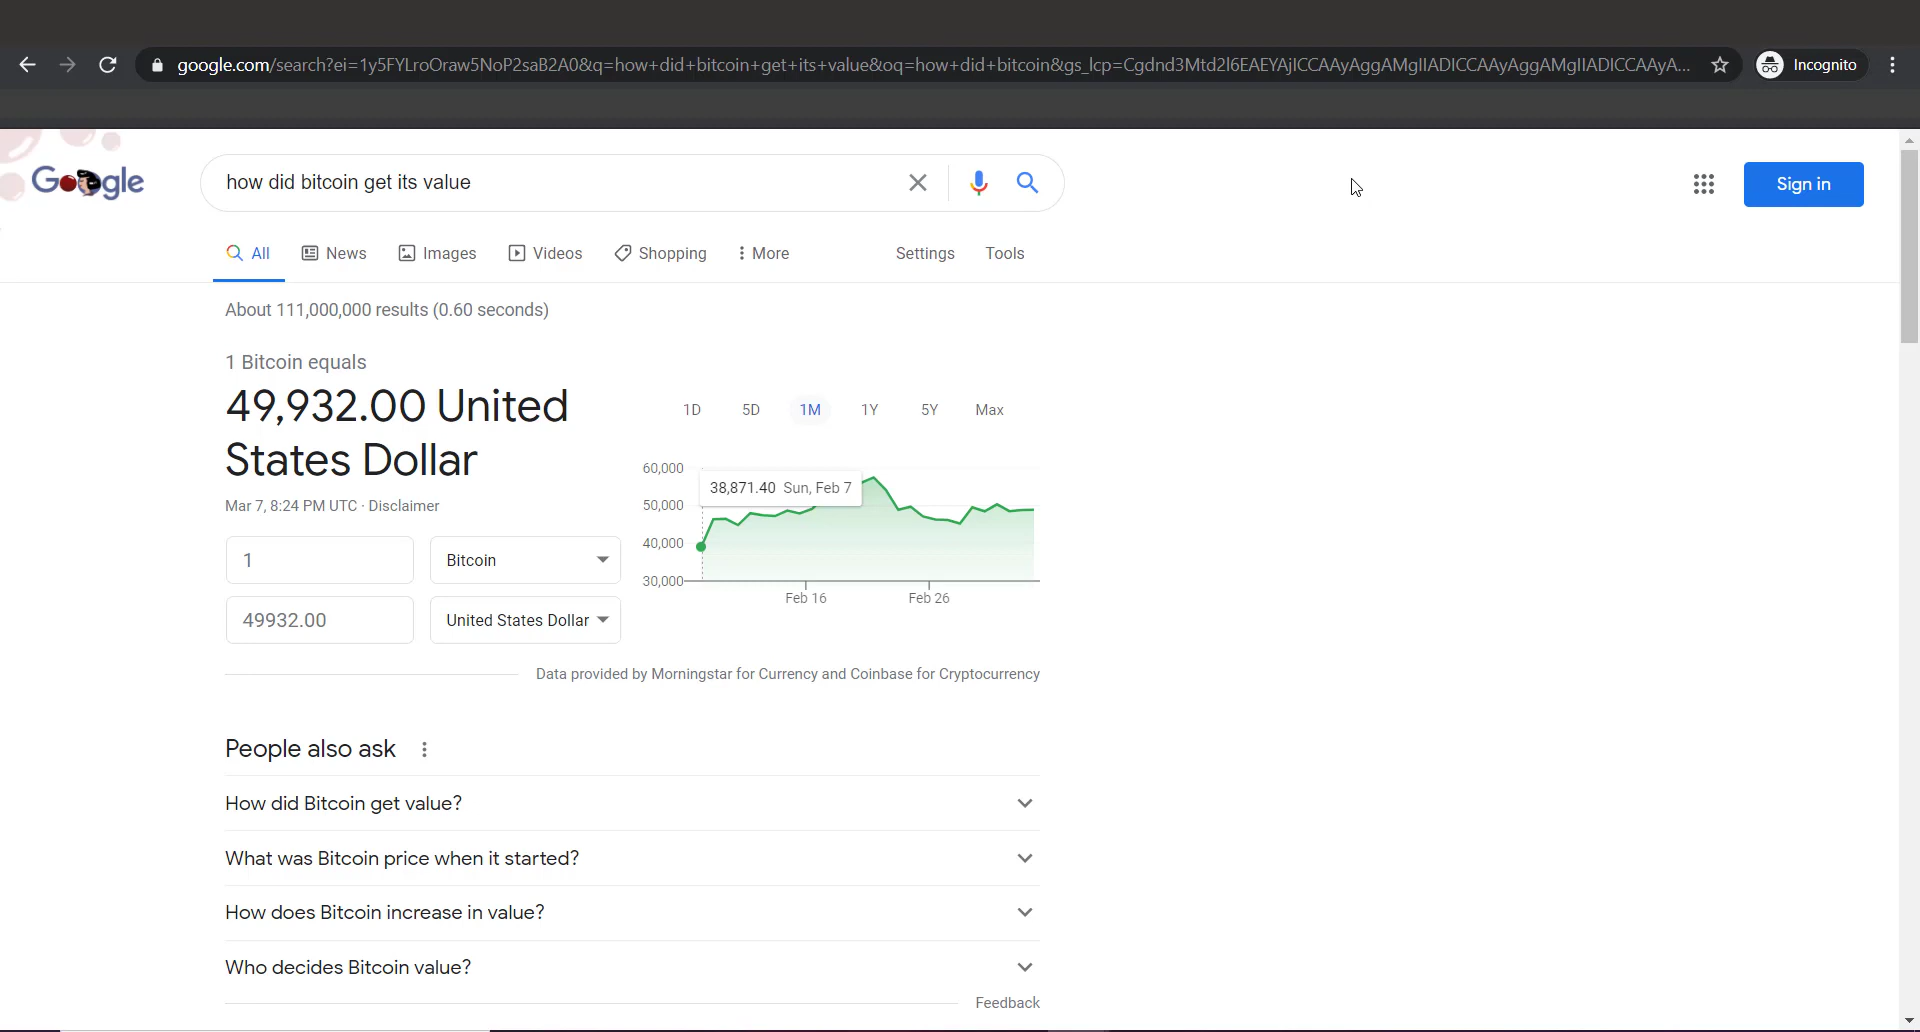 google.com/search?ei=1y5FYLroOraw5NoP2saB2A0&q=how+did+bitcoin+get+its+value&oq=how+did+bitcoin&gs_lcp=Cgdnd3Mtd2l6EAEYAjICCAAyAggAMgIIADICCAAyAggAMgIIADICCAAyA...
Incognito
Google
how did bitcoin get its value
Sign in
All News Images Videos Shopping More Settings Tools
About 111,000,000 results (0.60 seconds)
1 Bitcoin equals
49,932.00 United
States Dollar
Mar 7, 8:24 PM UTC · Disclaimer
1 Bitcoin
49932.00 United States Dollar
1D 5D 1M 1Y 5Y Max
60,000
38,871.40 Sun, Feb 7
50,000
40,000
30,000
Feb 16 Feb 26
Data provided by Morningstar for Currency and Coinbase for Cryptocurrency
People also ask
How did Bitcoin get value?
What was Bitcoin price when it started?
How does Bitcoin increase in value?
Who decides Bitcoin value?
Feedback